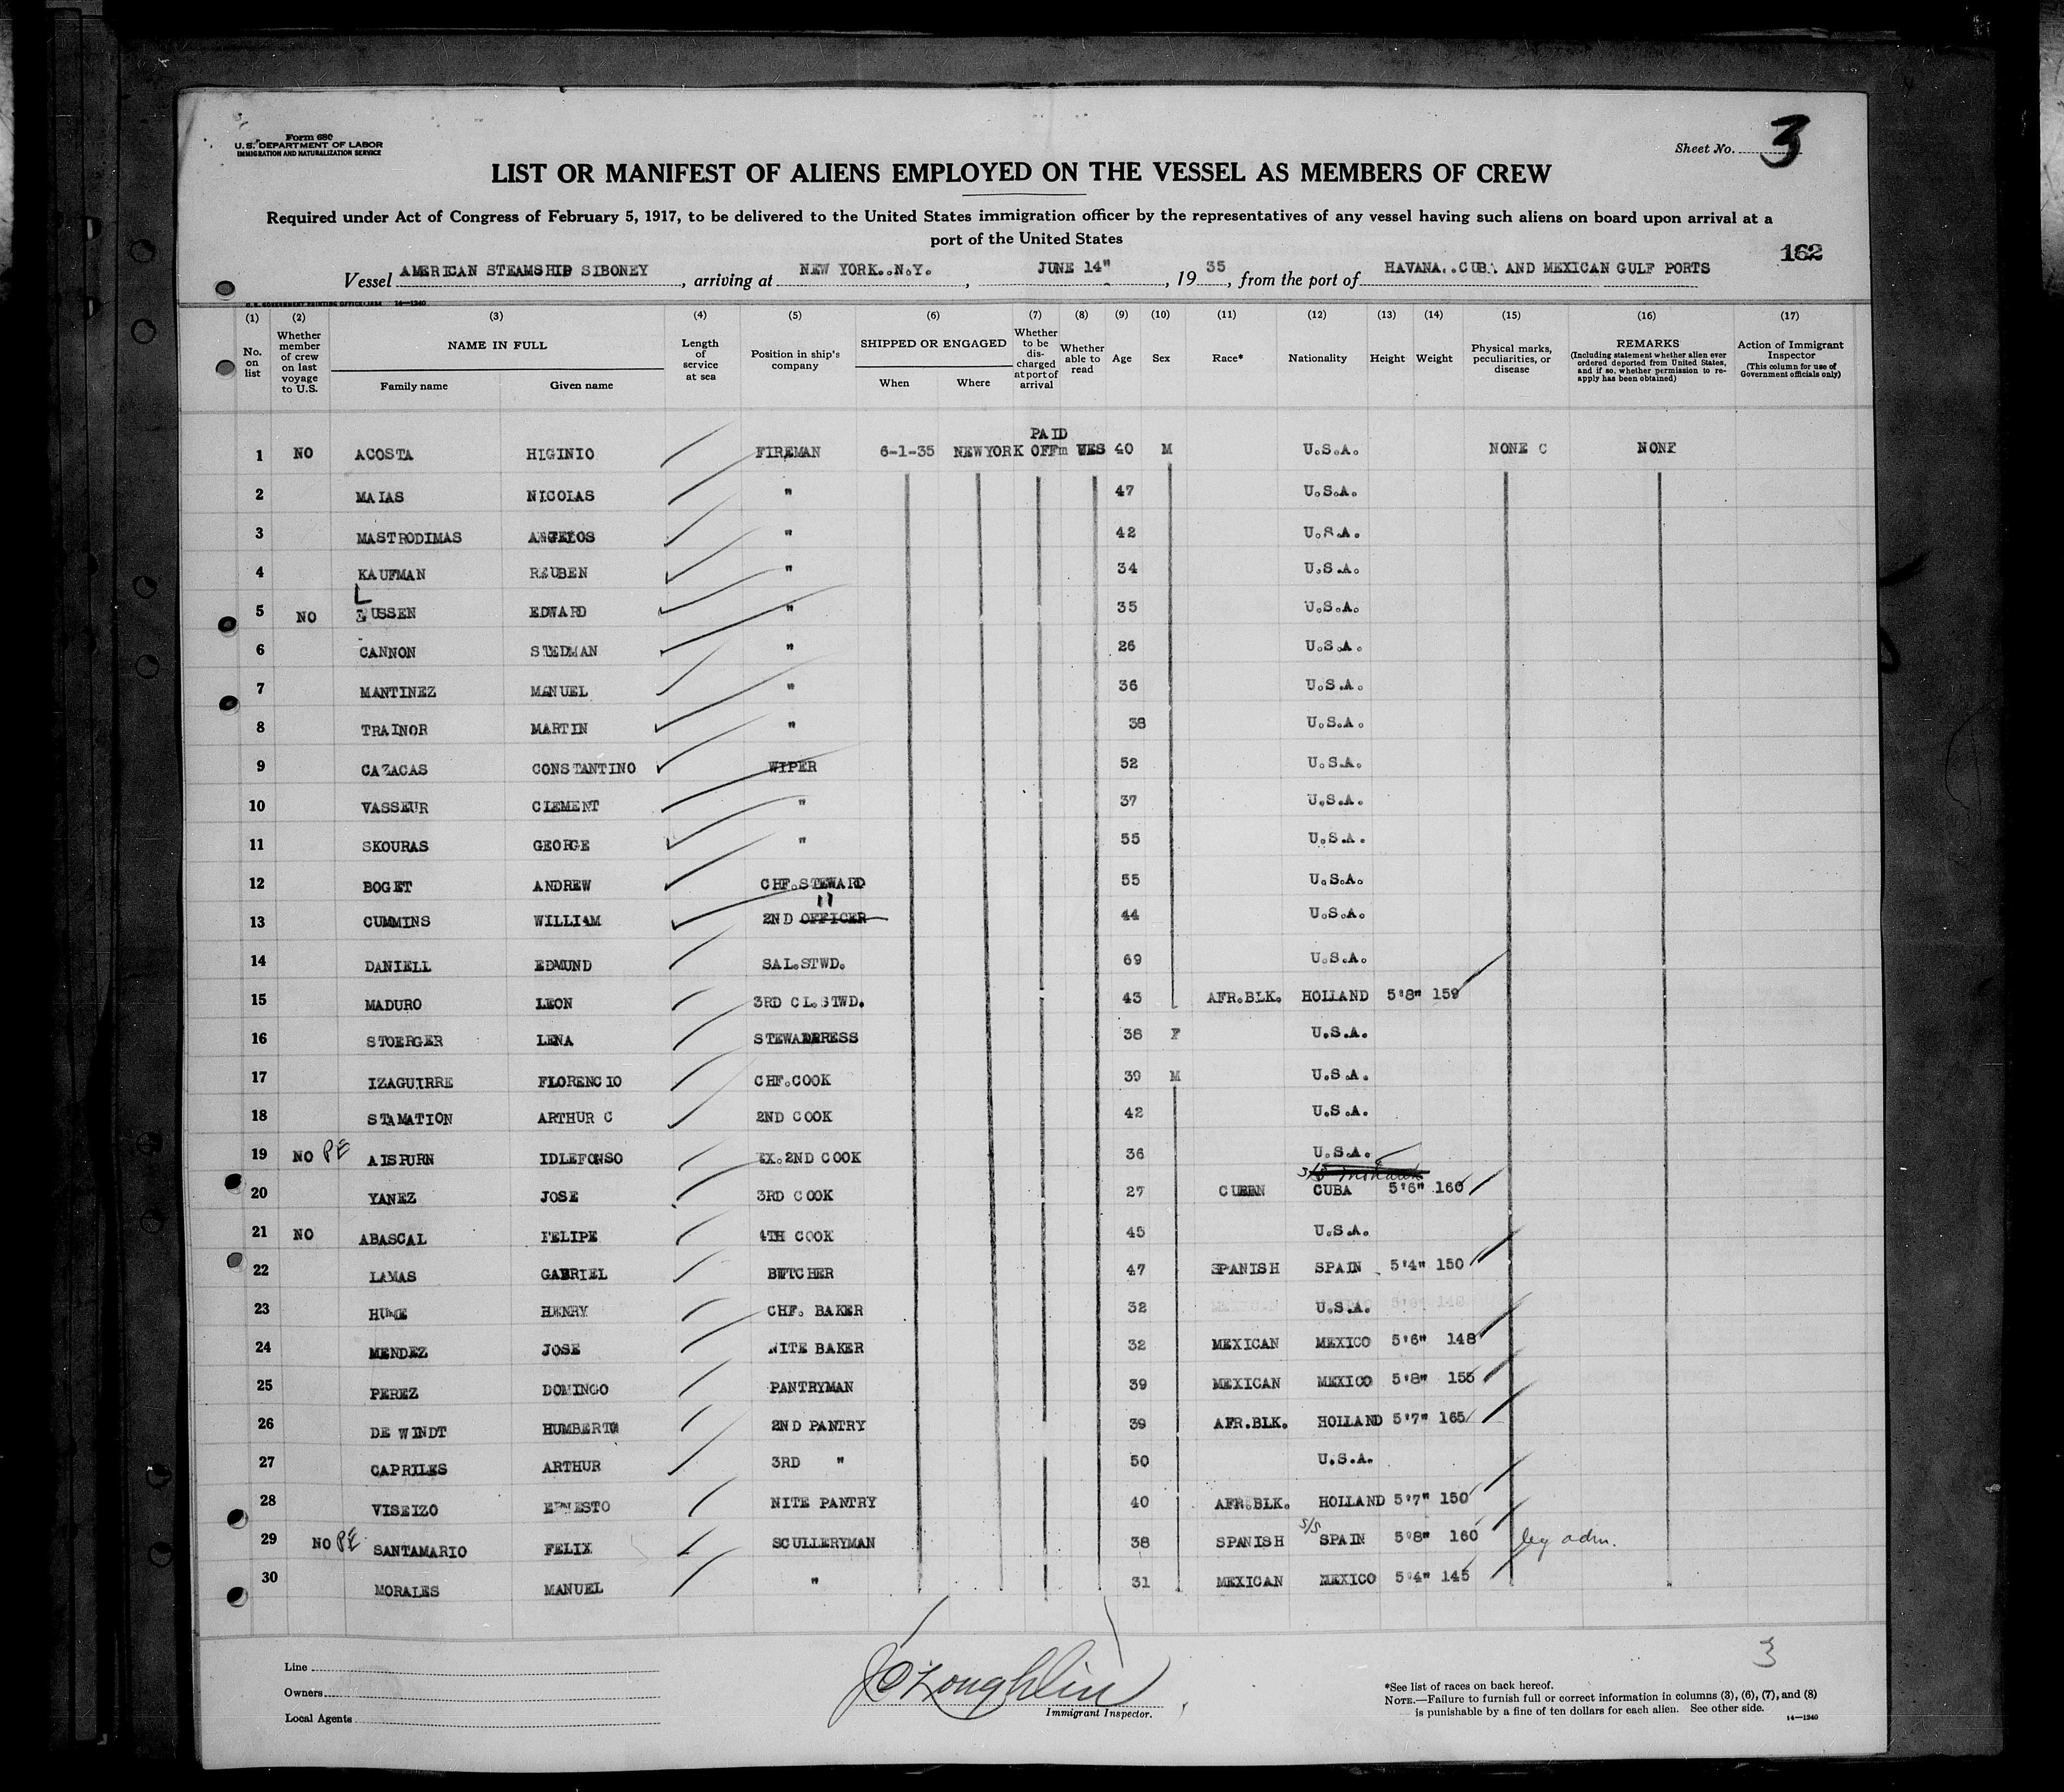 Form 680
U. S. DEPARTMENT OF LABOR
IMMIGRATION AND NATURALIZATION SERVICE
Sheet No. 3
LIST OR MANIFEST OF ALIENS EMPLOYED ON THE VESSEL AS MEMBERS OF CREW
Required under Act of Congress of February 5, 1917, to be delivered to the United States immigration officer by the representatives of any vessel having such aliens on board upon arrival at a
port of the United States
162
Vessel AMERICAN STEAMSHIP SIBONEY, arriving at NEW YORK..N.Y., JUNE 14", 1935, from the port of HAVANA,.CUBA AND MEXICAN GULF PORTS
U. S. GOVERNMENT PRINTING OFFICE: 1934 14—1240
(1) (2) (3) (4) (5) (6) (7) (8) (9) (10) (11) (12) (13) (14) (15) (16) (17)
No. on list
Whether member of crew on last voyage to U.S.
NAME IN FULL
Family name
Given name
Length of service at sea
Position in ship's company
SHIPPED OR ENGAGED
When
Where
Whether to be discharged at port of arrival
Whether able to read
Age
Sex
Race*
Nationality
Height
Weight
Physical marks, peculiarities, or disease
REMARKS
(Including statement whether alien ever ordered deported from United States, and if so, whether permission to reapply has been obtained)
Action of Immigrant Inspector
(This column for use of Government officials only)
PAID
1 NO ACOSTA HIGINIO FIREMAN 6-1-35 NEWYORK OFF YES 40 M U.S.A. NONE C NONE
2 MAIAS NICOLAS " 47 U.S.A.
3 MASTRODIMAS ANGELOS " 42 U.S.A.
4 KAUFMAN REUBEN " 34 U.S.A.
5 NO LUSSEN EDWARD " 35 U.S.A.
6 CANNON STEDMAN " 26 U.S.A.
7 MANTINEZ MANUEL " 36 U.S.A.
8 TRAINOR MARTIN " 38 U.S.A.
9 CAZACAS CONSTANTINO WIPER 52 U.S.A.
10 VASSEUR CLEMENT " 37 U.S.A.
11 SKOURAS GEORGE " 55 U.S.A.
12 BOGET ANDREW CHF.STEWARD 55 U.S.A.
13 CUMMINS WILLIAM 2ND OFFICER " 44 U.S.A.
14 DANIELL EDMUND SAL.STWD. 69 U.S.A.
15 MADURO LEON 3RD CL.STWD. 43 AFR.BLK. HOLLAND 5'8" 159
16 STOERGER LENA STEWARDRESS 38 F U.S.A.
17 IZAGUIRRE FLORENCIO CHF.COOK 39 M U.S.A.
18 STAMATION ARTHUR C 2ND COOK 42 U.S.A.
19 NO PE AISPURN IDLEFONSO EX.2ND COOK 36 U.S.A.
20 YANEZ JOSE 3RD COOK 27 CUBAN CUBA 5'6" 160
21 NO ABASCAL FELIPE 4TH COOK 45 U.S.A.
22 LAMAS GABRIEL BUTCHER 47 SPANISH SPAIN 5'4" 150
23 HUME HENRY CHF. BAKER 32 U.S.A.
24 MENDEZ JOSE NITE BAKER 32 MEXICAN MEXICO 5'6" 148
25 PEREZ DOMINGO PANTRYMAN 39 MEXICAN MEXICO 5'8" 155
26 DE WINDT HUMBERTO 2ND PANTRY 39 AFR.BLK. HOLLAND 5'7" 165
27 CAPRILES ARTHUR 3RD " 50 U.S.A.
28 VISEIZO ERNESTO NITE PANTRY 40 AFR.BLK. HOLLAND 5'7" 150
29 NO PE SANTAMARIO FELIX SCULLERYMAN 38 SPANISH S/S SPAIN 5'8" 160 leg adm.
30 MORALES MANUEL " 31 MEXICAN MEXICO 5'4" 145
Line
Owners
Local Agents
J O'Loughlin
Immigrant Inspector.
3
*See list of races on back hereof.
NOTE.—Failure to furnish full or correct information in columns (3), (6), (7), and (8)
is punishable by a fine of ten dollars for each alien. See other side.
14—1240